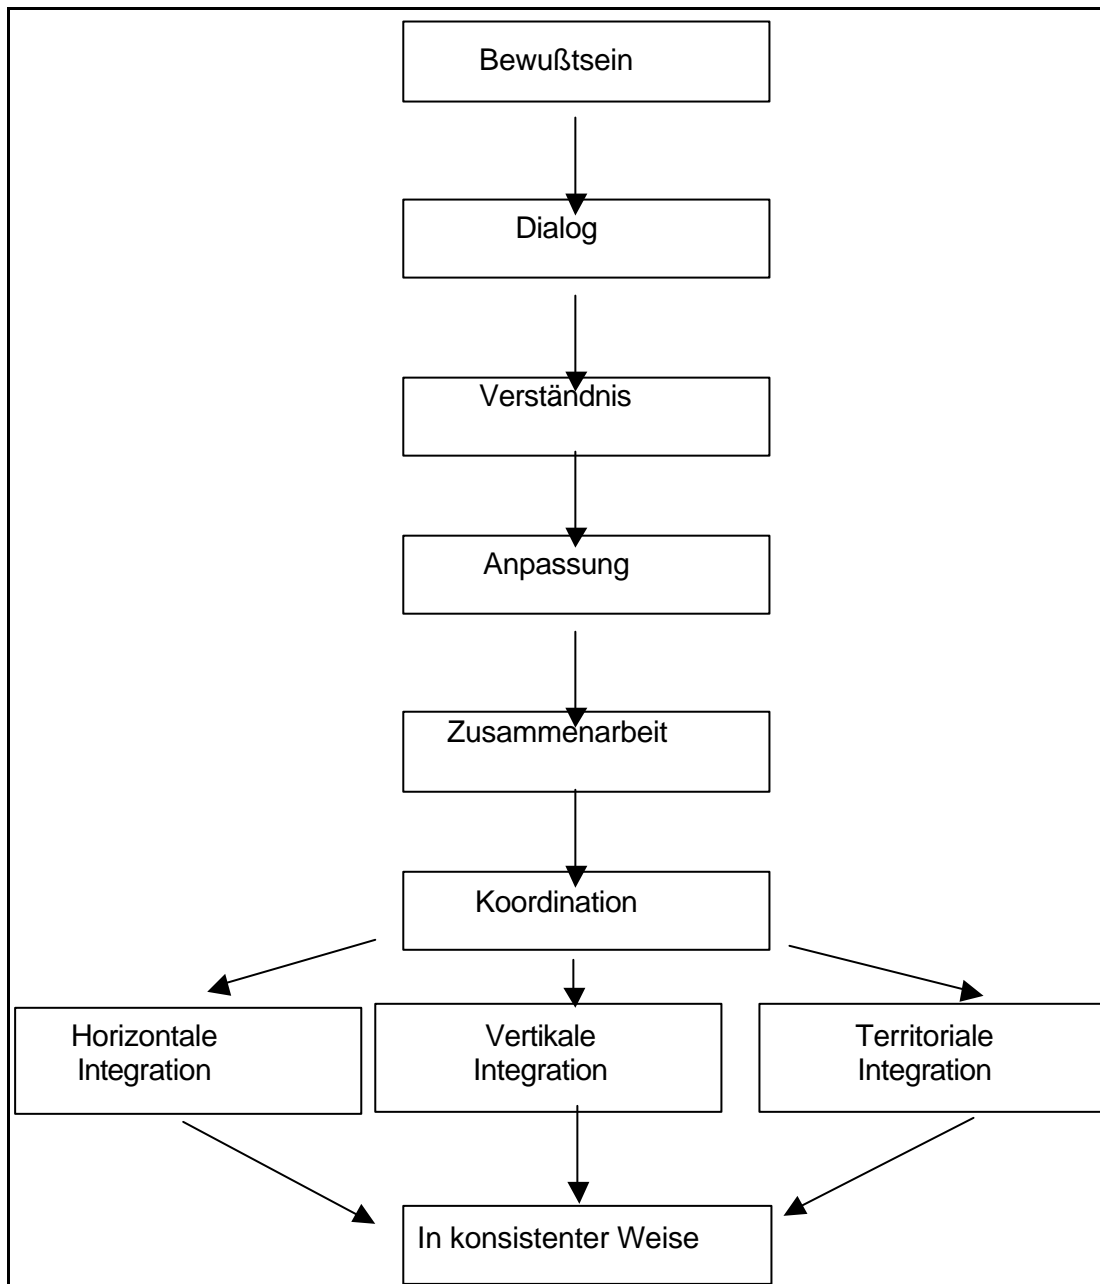 Bewußtsein
Dialog
Verständnis
Anpassung
Zusammenarbeit
Koordination
Horizontale
Integration
Vertikale
Integration
Territoriale
Integration
In konsistenter Weise